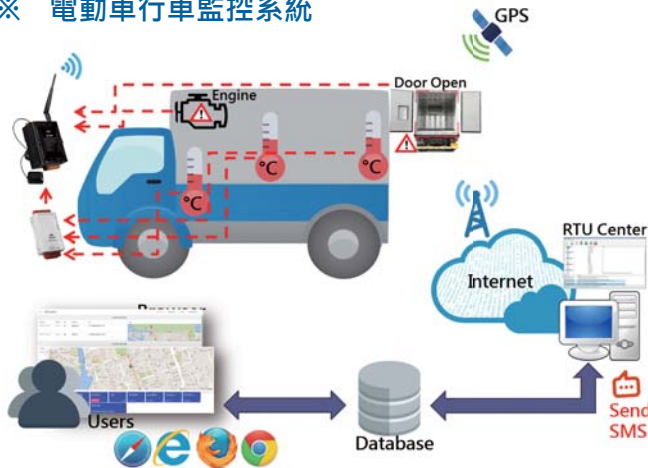 ※ 電動車行車監控系統
GPS
Door Open
Engine
°C
°C
°C
RTU Center
Internet
Users
Database
Send
SMS